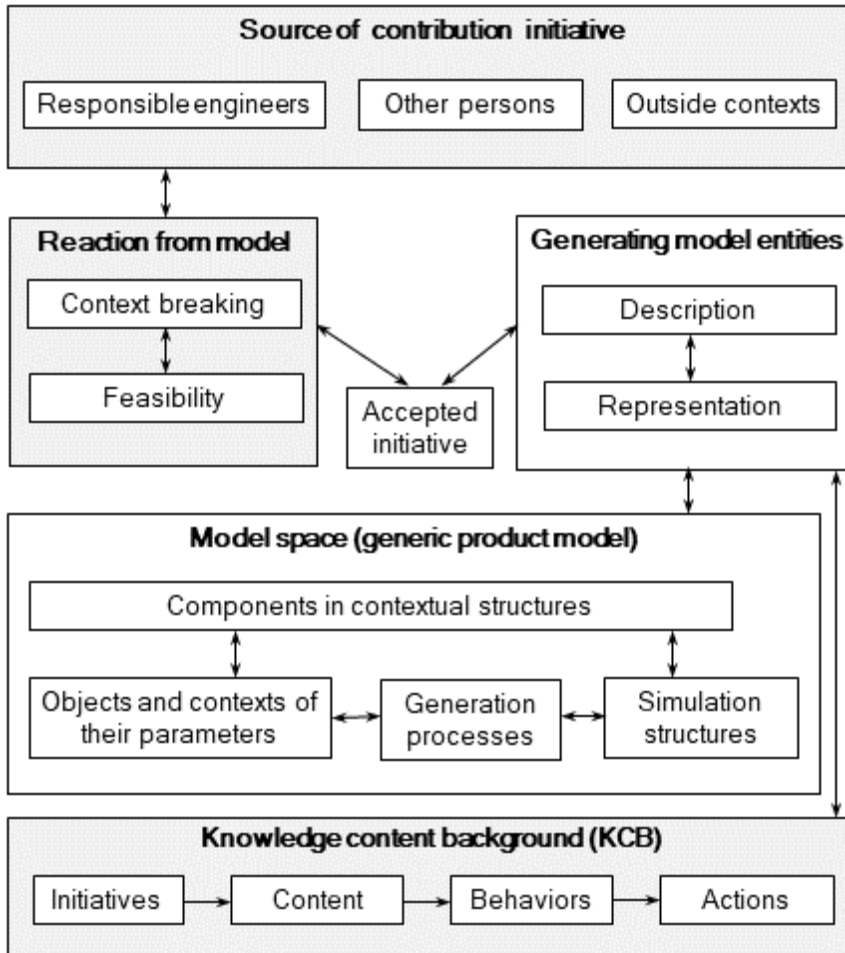 Source of contribution initiative
Responsible engineers
Other persons
Outside contexts
Reaction from model
Context breaking
Feasibility
Accepted
initiative
Generating model entities
Description
Representation
Model space (generic product model)
Components in contextual structures
Objects and contexts of
their parameters
Generation
processes
Simulation
structures
Knowledge content background (KCB)
Initiatives
Content
Behaviors
Actions